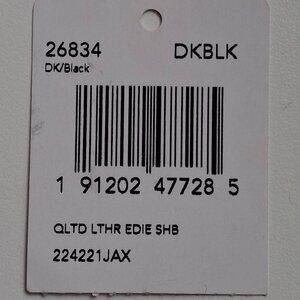 26834 DKBLK
DK/Black
1 91202 47728 5
QLTD LTHR EDIE SHB
224221JAX